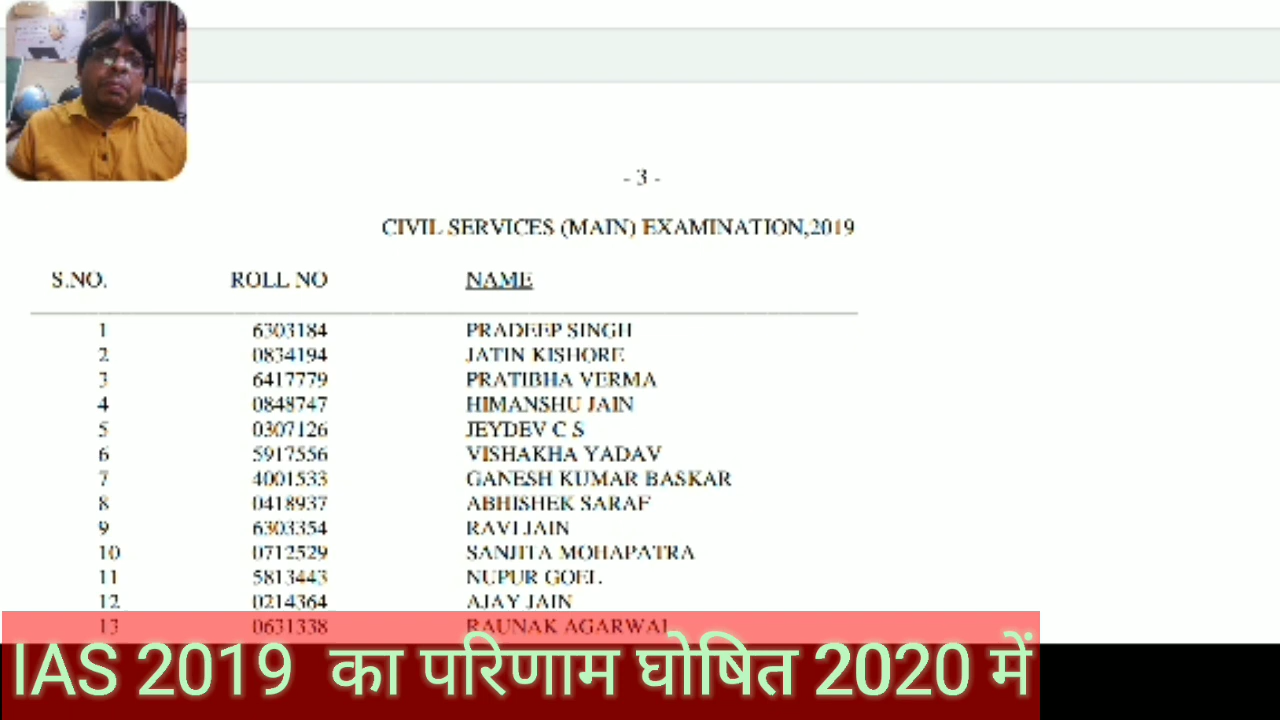 - 3 -
CIVIL SERVICES (MAIN) EXAMINATION,2019
S.NO. ROLL NO NAME
1 6303184 PRADEEP SINGH
2 0834194 JATIN KISHORE
3 6417779 PRATIBHA VERMA
4 0848747 HIMANSHU JAIN
5 0307126 JEYDEV C S
6 5917556 VISHAKHA YADAV
7 4001533 GANESH KUMAR BASKAR
8 0418937 ABHISHEK SARAF
9 6303354 RAVI JAIN
10 0712529 SANJITA MOHAPATRA
11 5813443 NUPUR GOEL
12 0214364 AJAY JAIN
13 0631338 RAUNAK AGARWAL
IAS 2019 का परिणाम घोषित 2020 में